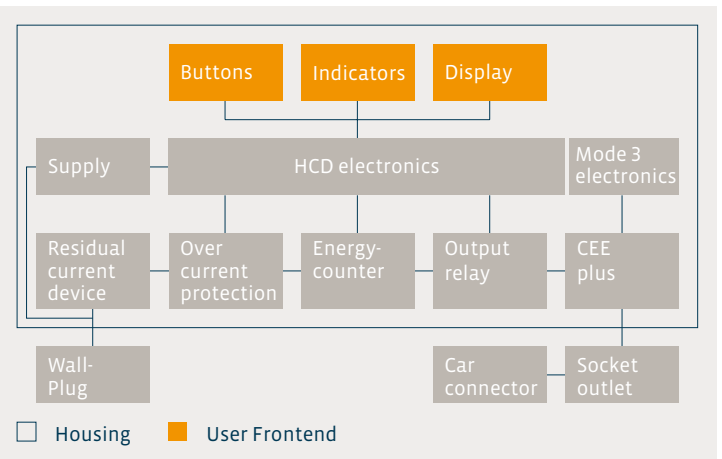 Buttons
Indicators
Display
Supply
HCD electronics
Mode 3
electronics
Residual
current
device
Over
current
protection
Energy-
counter
Output
relay
CEE
plus
Wall-
Plug
Car
connector
Socket
outlet
Housing
User Frontend